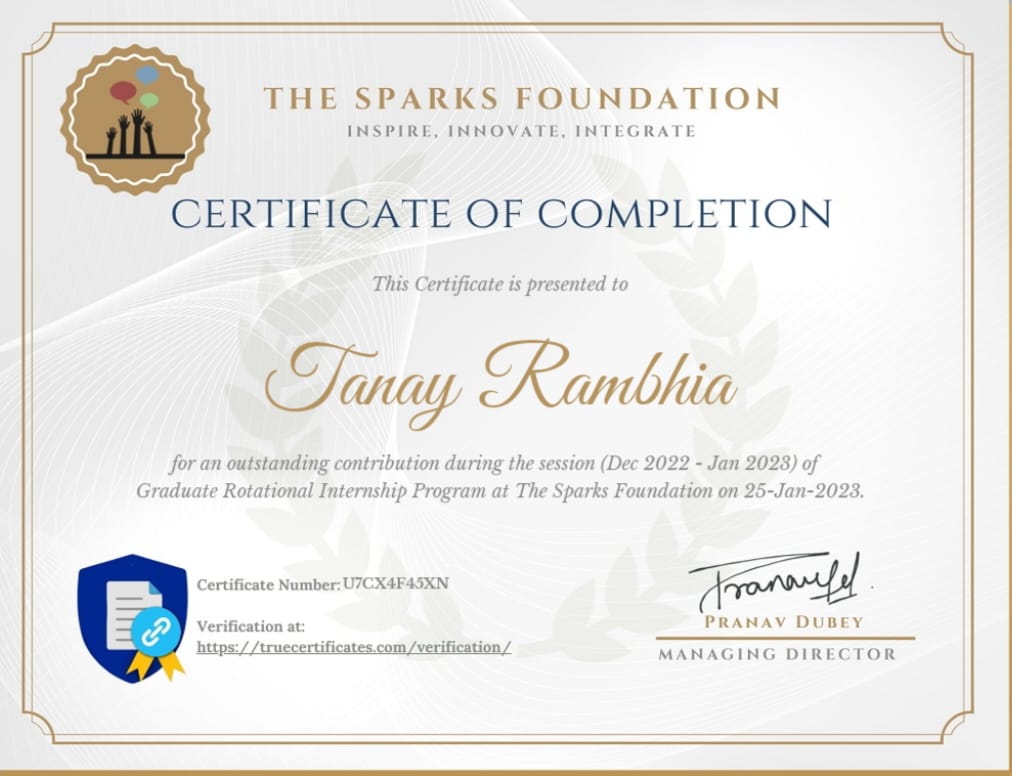 THE SPARKS FOUNDATION
INSPIRE, INNOVATE, INTEGRATE
CERTIFICATE OF COMPLETION
This Certificate is presented to
Tanay Rambhia
for an outstanding contribution during the session (Dec 2022 - Jan 2023) of
Graduate Rotational Internship Program at The Sparks Foundation on 25-Jan-2023.
Certificate Number: U7CX4F45XN
Verification at:
https://truecertificates.com/verification/
PRANAV DUBEY
MANAGING DIRECTOR